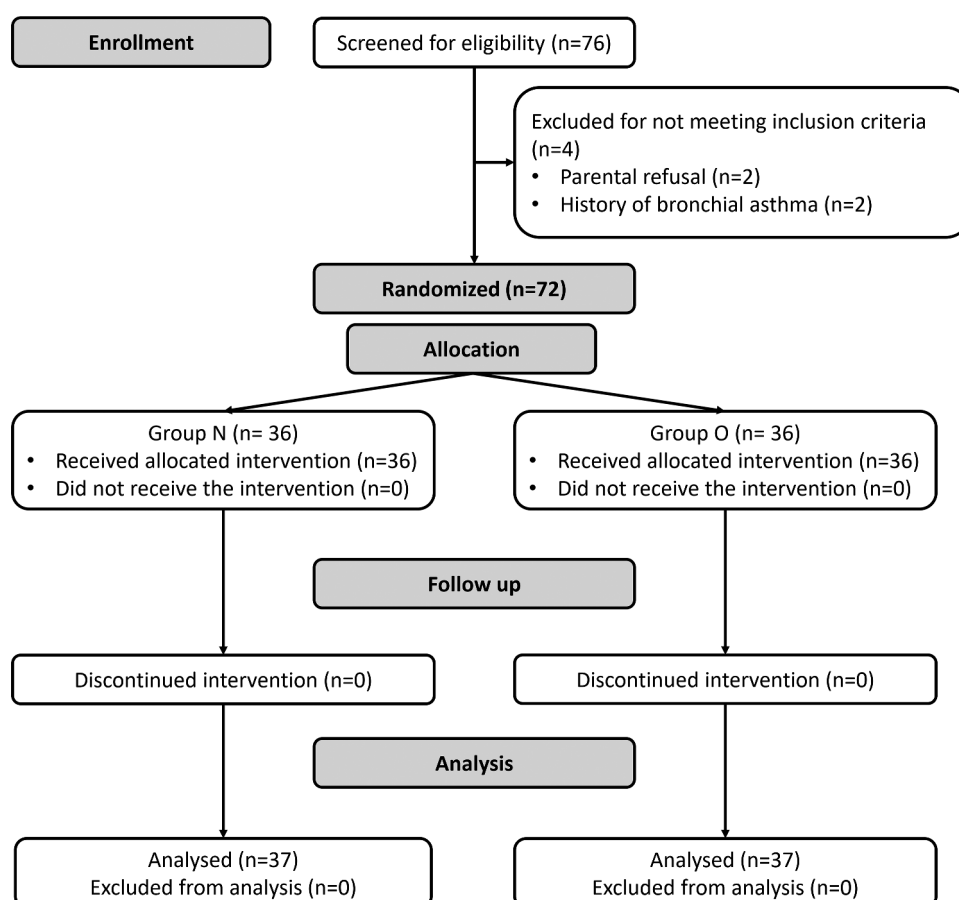 Enrollment
Screened for eligibility (n=76)
Excluded for not meeting inclusion criteria
(n=4)
• Parental refusal (n=2)
• History of bronchial asthma (n=2)
Randomized (n=72)
Allocation
Group N (n= 36)
• Received allocated intervention (n=36)
• Did not receive the intervention (n=0)
Group O (n= 36)
• Received allocated intervention (n=36)
• Did not receive the intervention (n=0)
Follow up
Discontinued intervention (n=0)
Discontinued intervention (n=0)
Analysis
Analysed (n=37)
Excluded from analysis (n=0)
Analysed (n=37)
Excluded from analysis (n=0)